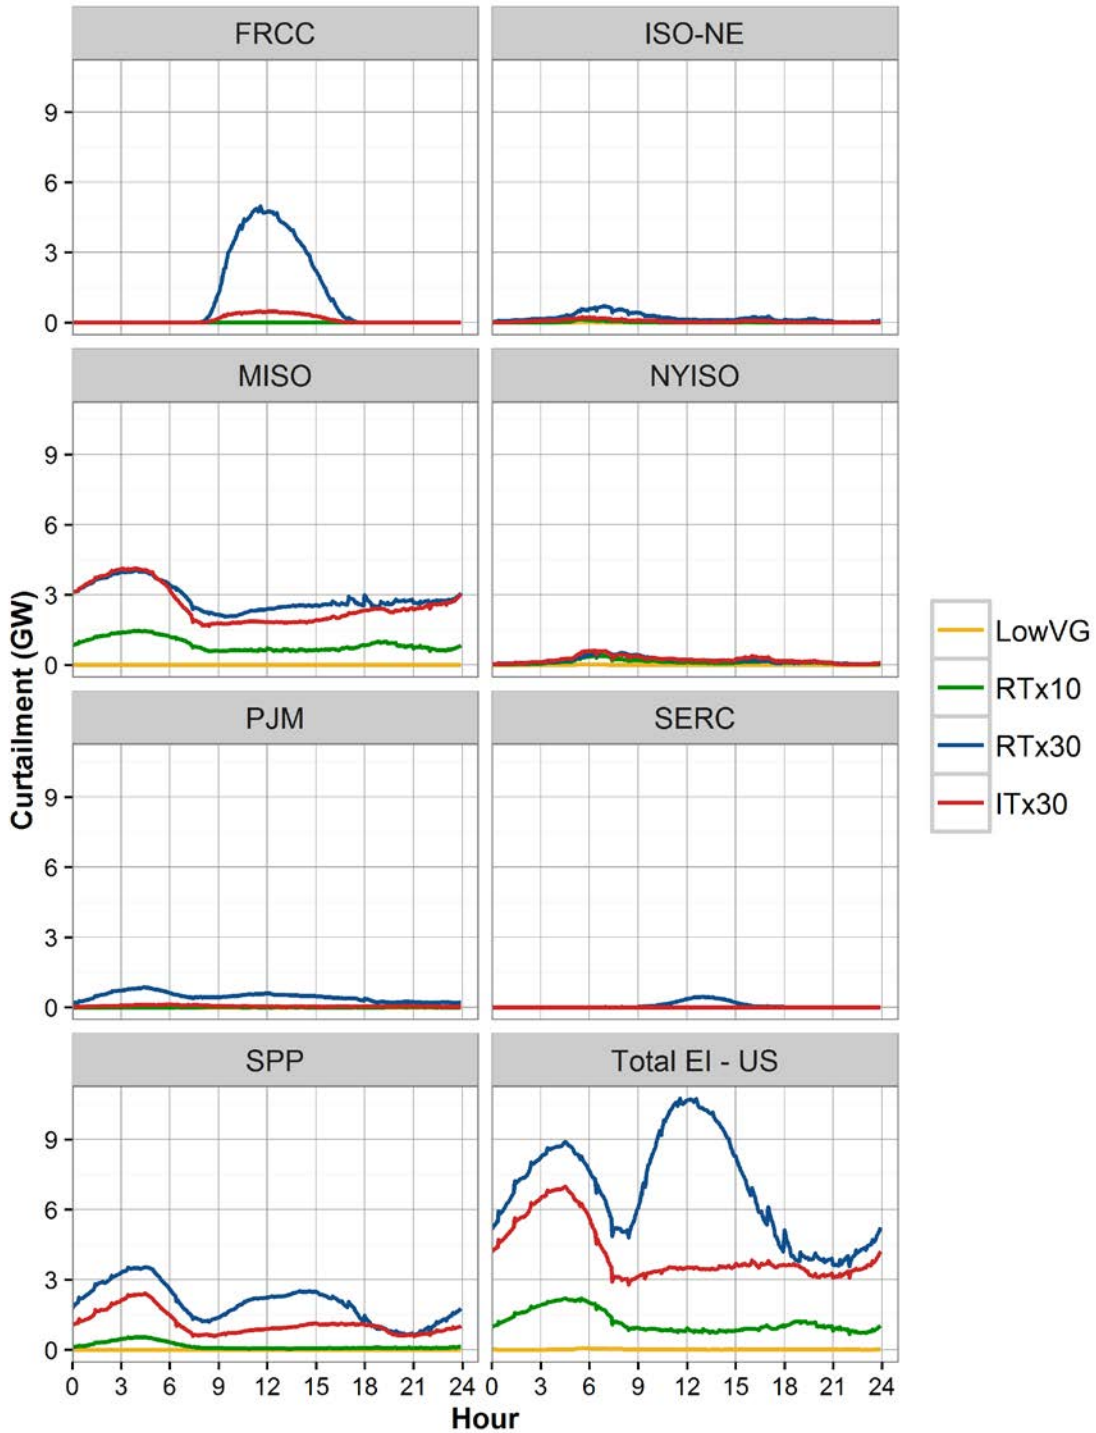 FRCC ISO-NE
9
6
3
0
MISO NYISO
9
6
3
0
PJM SERC
9
6
3
0
SPP Total EI - US
9
6
3
0
0 3 6 9 12 15 18 21 24 0 3 6 9 12 15 18 21 24
Hour
Curtailment (GW)
LowVG
RTx10
RTx30
ITx30